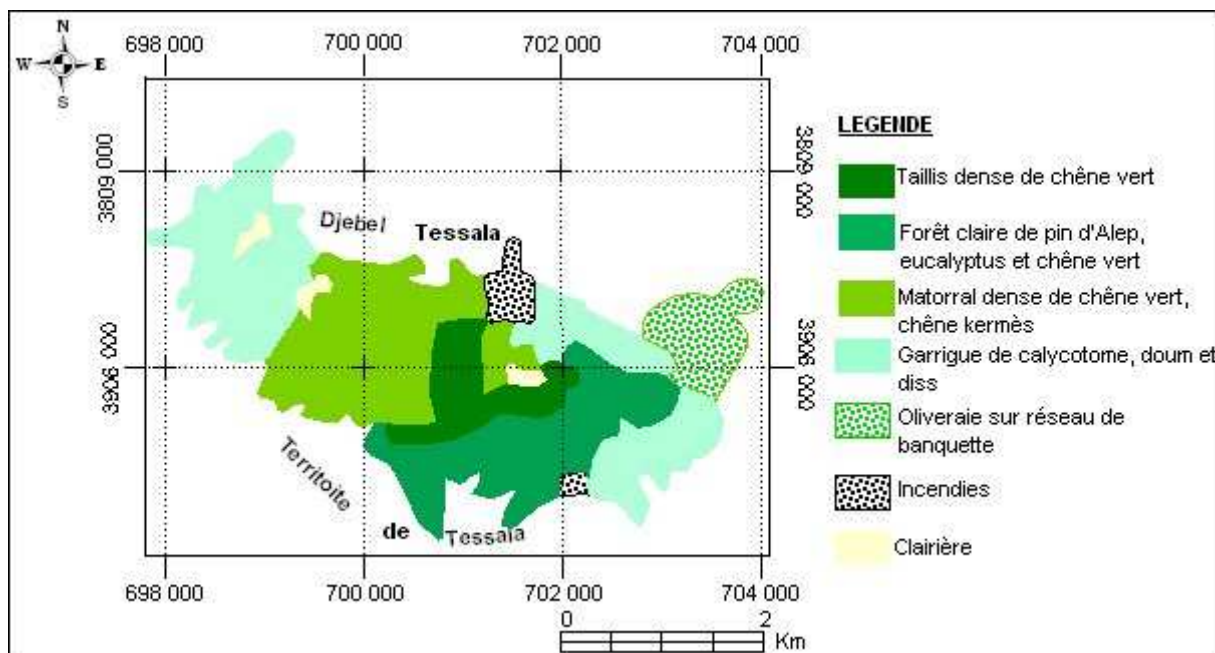 N
W E
S
698 000 700 000 702 000 704 000
3809 000
3809 000
3906 000
3906 000
Djebel Tessala
Territoite de Tessala
698 000 700 000 702 000 704 000
0 2
Km
LEGENDE
Taillis dense de chêne vert
Forêt claire de pin d'Alep,
eucalyptus et chêne vert
Matorral dense de chêne vert,
chêne kermès
Garrigue de calycotome, doum et
diss
Oliveraie sur réseau de
banquette
Incendies
Clairière